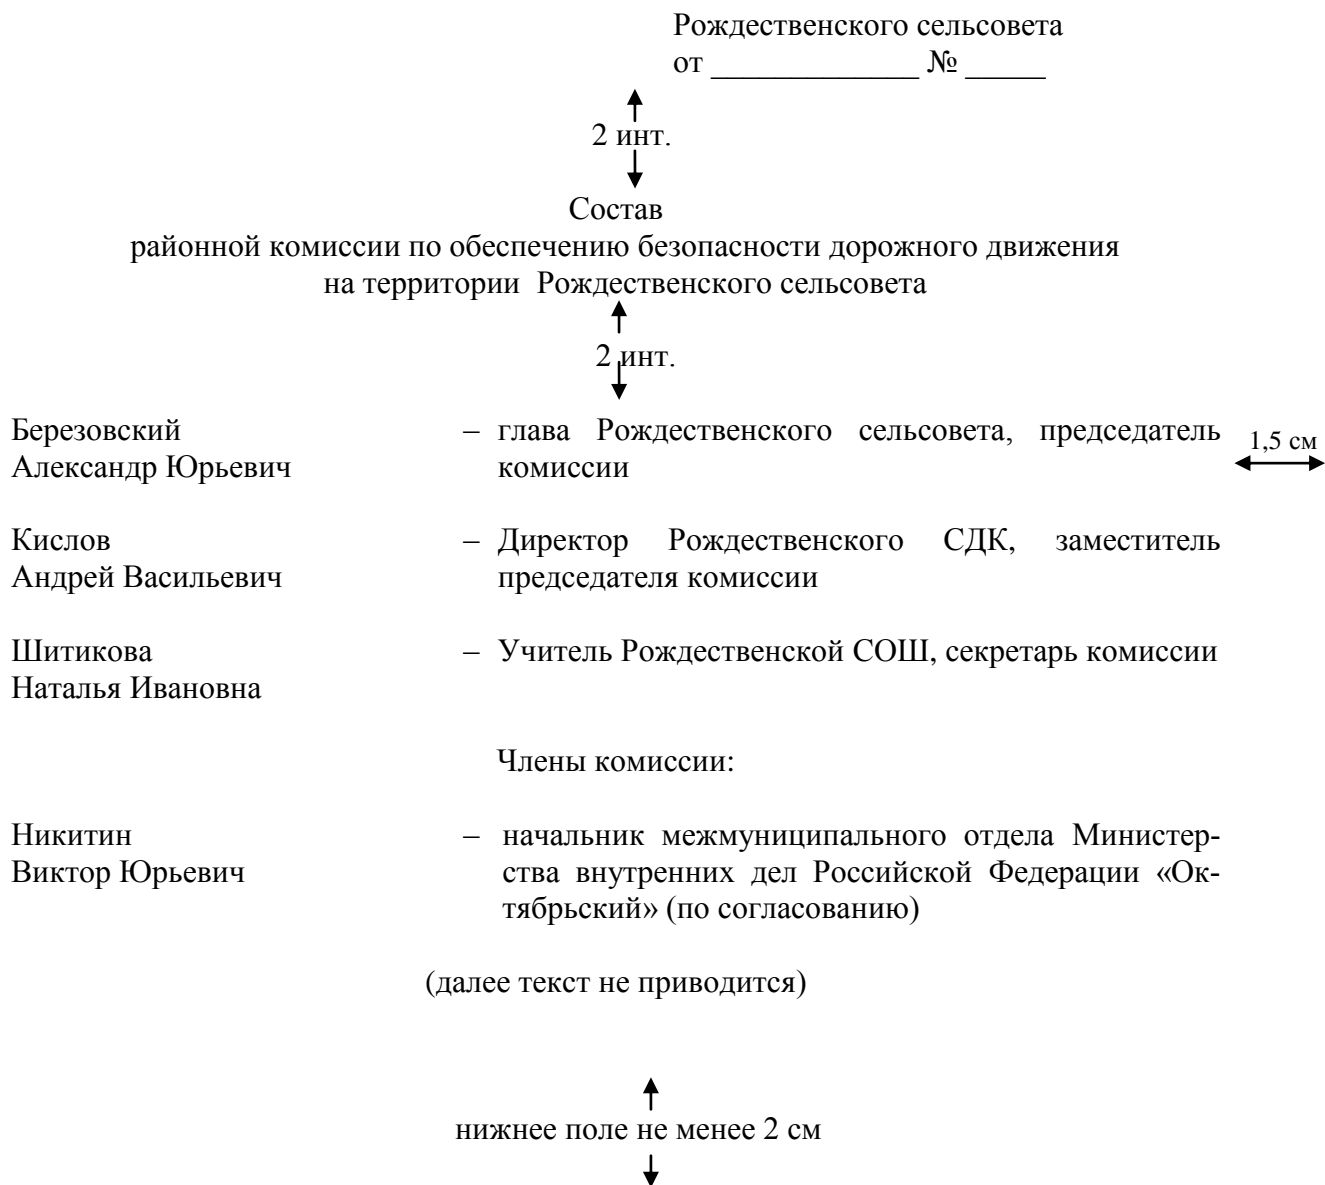 Рождественского сельсовета
от _____________ № _____
2 инт.
Состав
районной комиссии по обеспечению безопасности дорожного движения
на территории Рождественского сельсовета
2 инт.
Березовский – глава Рождественского сельсовета, председатель
Александр Юрьевич комиссии
1,5 см
Кислов – Директор Рождественского СДК, заместитель
Андрей Васильевич председателя комиссии
Шитикова – Учитель Рождественской СОШ, секретарь комиссии
Наталья Ивановна
Члены комиссии:
Никитин – начальник межмуниципального отдела Министер-
Виктор Юрьевич ства внутренних дел Российской Федерации «Ок-
тябрьский» (по согласованию)
(далее текст не приводится)
нижнее поле не менее 2 см